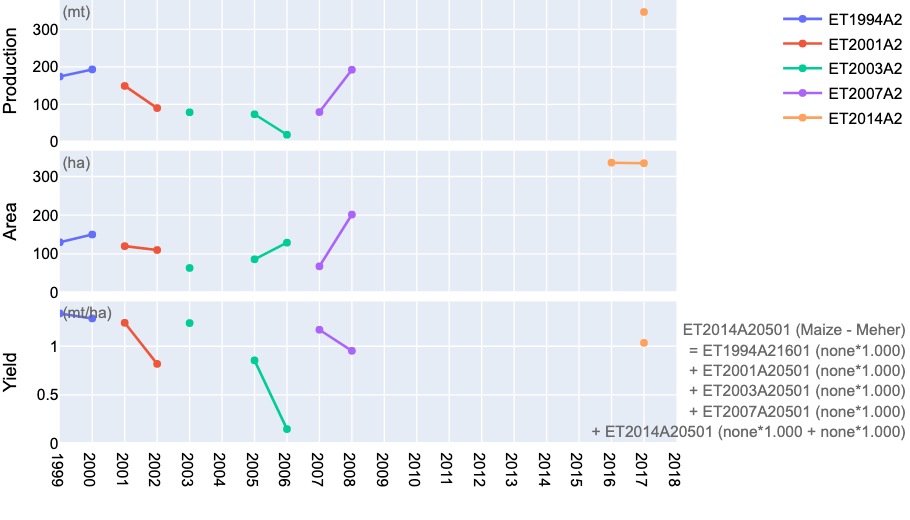 (mt)
Production
300
200
100
0
ET1994A2
ET2001A2
ET2003A2
ET2007A2
ET2014A2
(ha)
Area
300
200
100
0
(mt/ha)
Yield
1
0.5
0
ET2014A20501 (Maize - Meher)
= ET1994A21601 (none*1.000)
+ ET2001A20501 (none*1.000)
+ ET2003A20501 (none*1.000)
+ ET2007A20501 (none*1.000)
+ ET2014A20501 (none*1.000 + none*1.000)
1999 2000 2001 2002 2003 2004 2005 2006 2007 2008 2009 2010 2011 2012 2013 2014 2015 2016 2017 2018